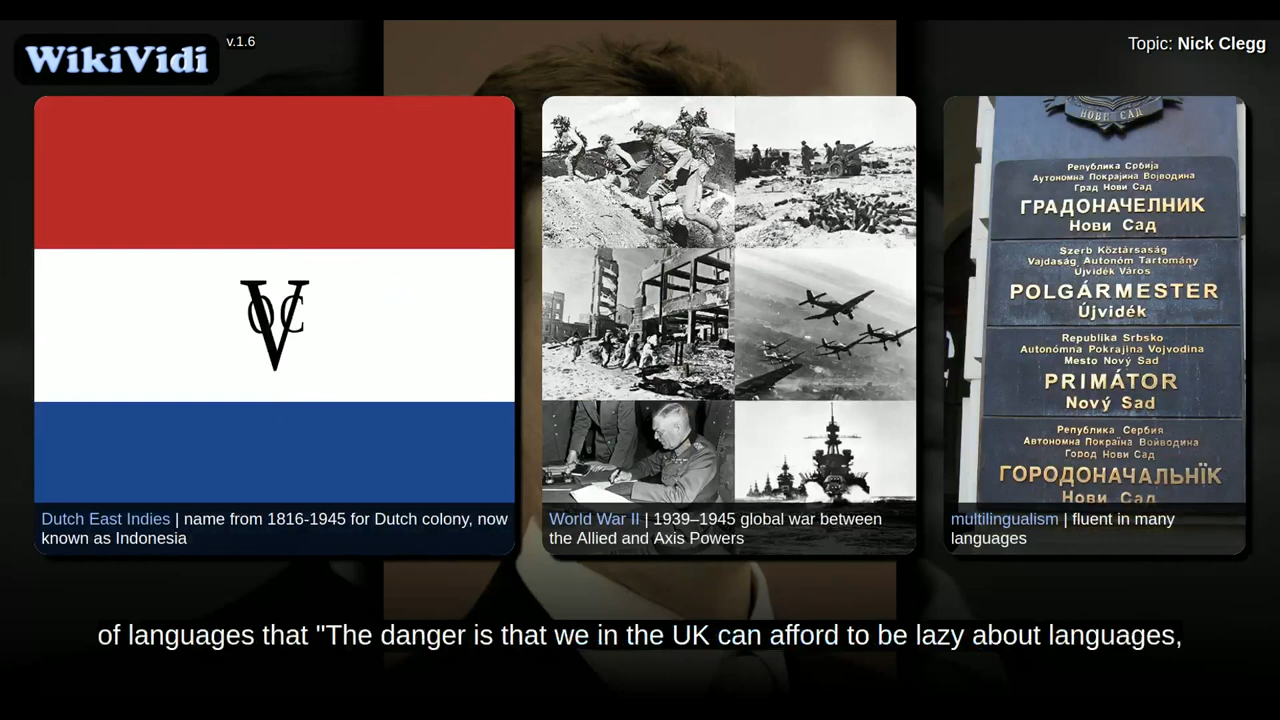 WikiVidi
v.1.6
Topic: Nick Clegg
VOC
НОВИ САД
Република Србија
Аутономна Покрајина Војводина
Град Нови Сад
ГРАДОНАЧЕЛНИК
Нови Сад
Szerb Köztársaság
Vajdaság Autonóm Tartomány
Újvidék Város
POLGÁRMESTER
Újvidék
Republika Srbsko
Autonómna Pokrajina Vojvodina
Mesto Nový Sad
PRIMÁTOR
Nový Sad
Република Сербия
Автономна Покраїна Войводина
Город Нови Сад
ГОРОДОНАЧАЛЬНЇК
Нови Сад
Dutch East Indies | name from 1816-1945 for Dutch colony, now
known as Indonesia
World War II | 1939–1945 global war between
the Allied and Axis Powers
multilingualism | fluent in many
languages
of languages that "The danger is that we in the UK can afford to be lazy about languages,